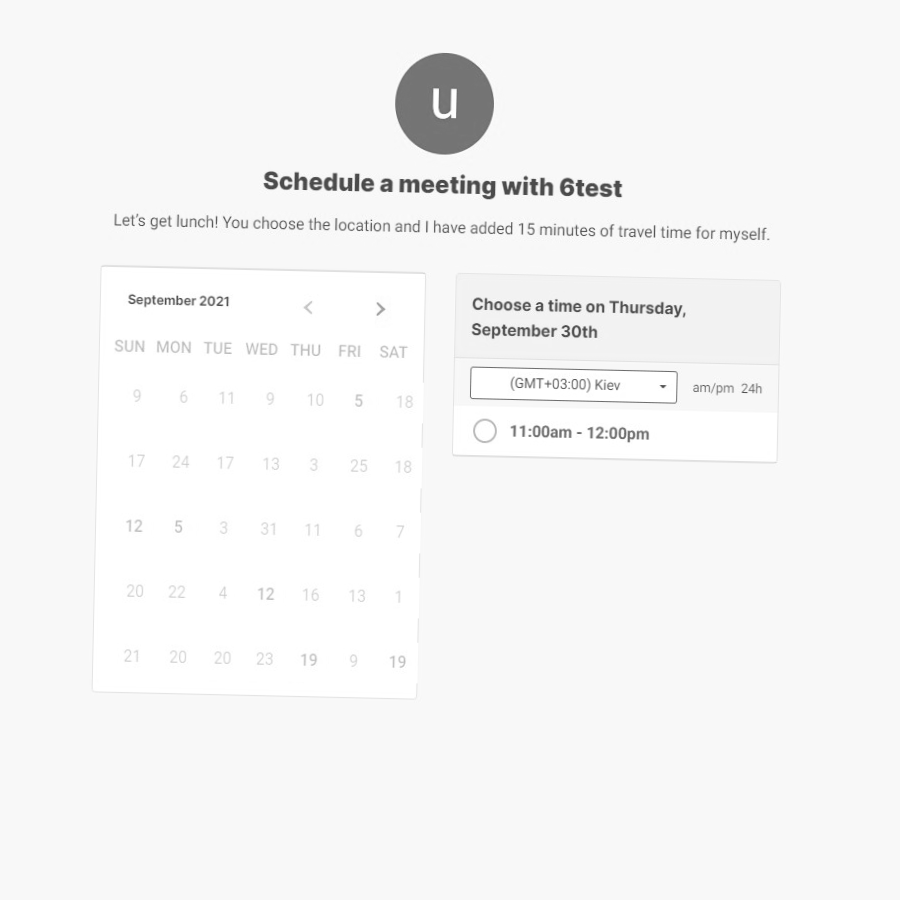 u
Schedule a meeting with 6test
Let's get lunch! You choose the location and I have added 15 minutes of travel time for myself.
September 2021
SUN MON TUE WED THU FRI SAT
9 6 11 9 10 5 18
17 24 17 13 3 25 18
12 5 3 31 11 6 7
20 22 4 12 16 13 1
21 20 20 23 19 9 19
Choose a time on Thursday,
September 30th
(GMT+03:00) Kiev
am/pm 24h
11:00am - 12:00pm